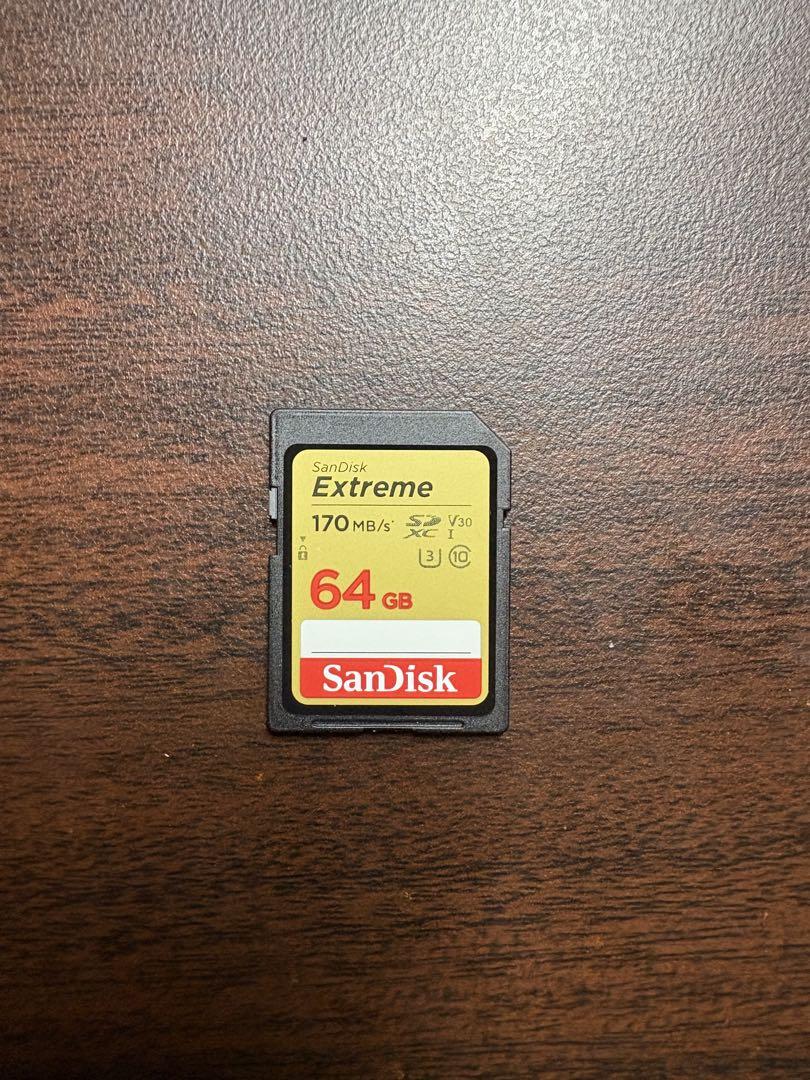 SanDisk
Extreme
170 MB/s* SD XC V30 I
3 10
64 GB
SanDisk